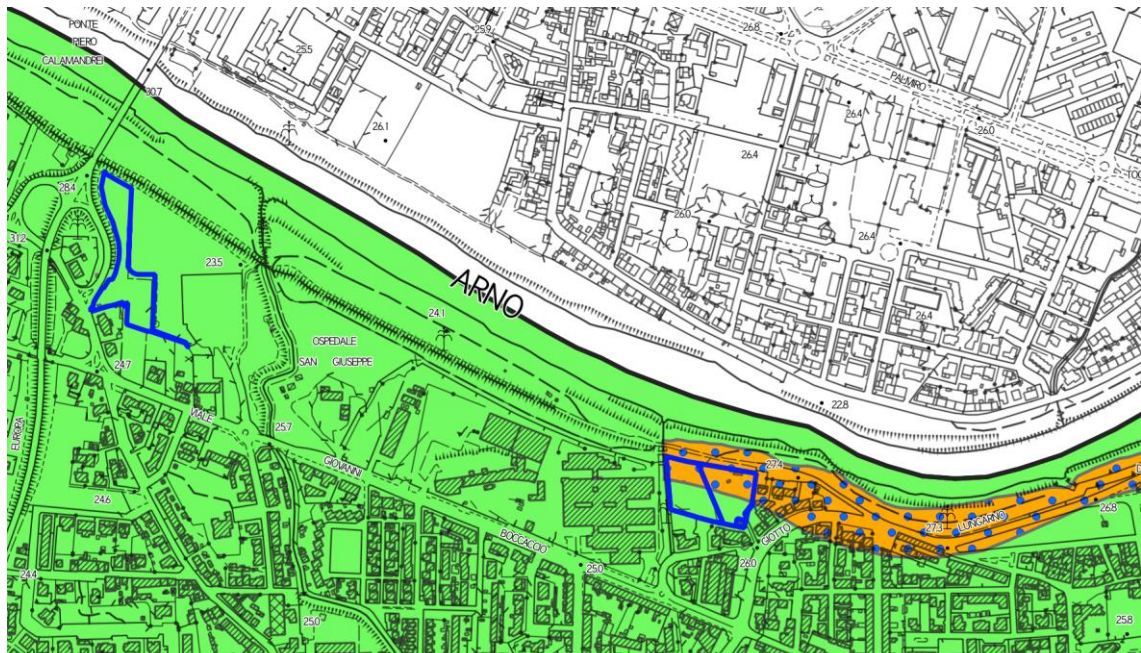 PONTE
PIERO
CALAMANDREI
25.5
25.9
26.8
PALMIRO
30.7
26.1
26.4
26.0
26.4
28.4
26.0
26.4
31.2
23.5
ARNO
24.1
26.4
OSPEDALE
SAN GIUSEPPE
24.7
22.8
VIALE
EUROPA
25.7
GIOVANNI
27.4
24.6
26.8
27.3
LUNGARNO
GIOTTO
BOCCACCIO
24.4
25.0
26.0
25.0
25.8